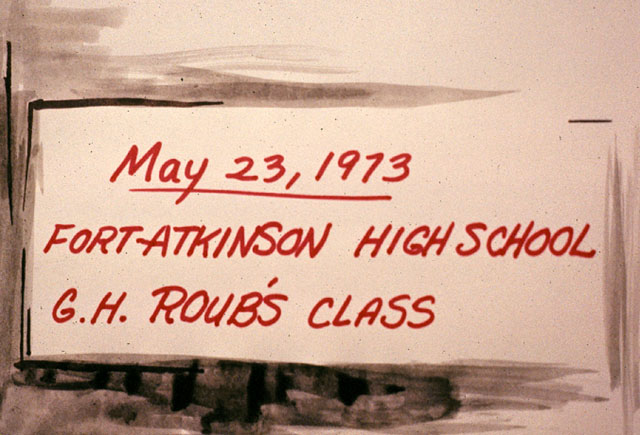 May 23, 1973
FORT-ATKINSON HIGH SCHOOL
G.H. ROUB'S CLASS